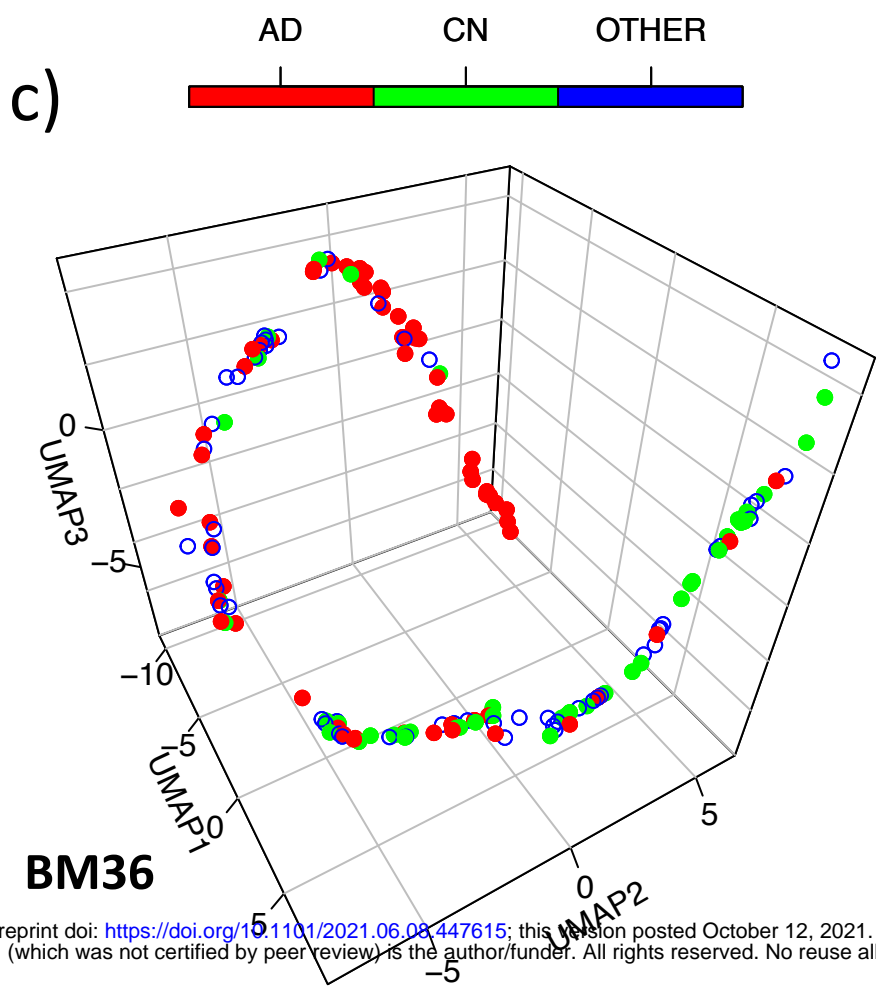 AD CN OTHER
c)
0
UMAP3
−5
−10
−5
UMAP1
0
5
BM36
5
0
UMAP2
−5
reprint doi: https://doi.org/10.1101/2021.06.08.447615; this version posted October 12, 2021.
(which was not certified by peer review) is the author/funder. All rights reserved. No reuse al